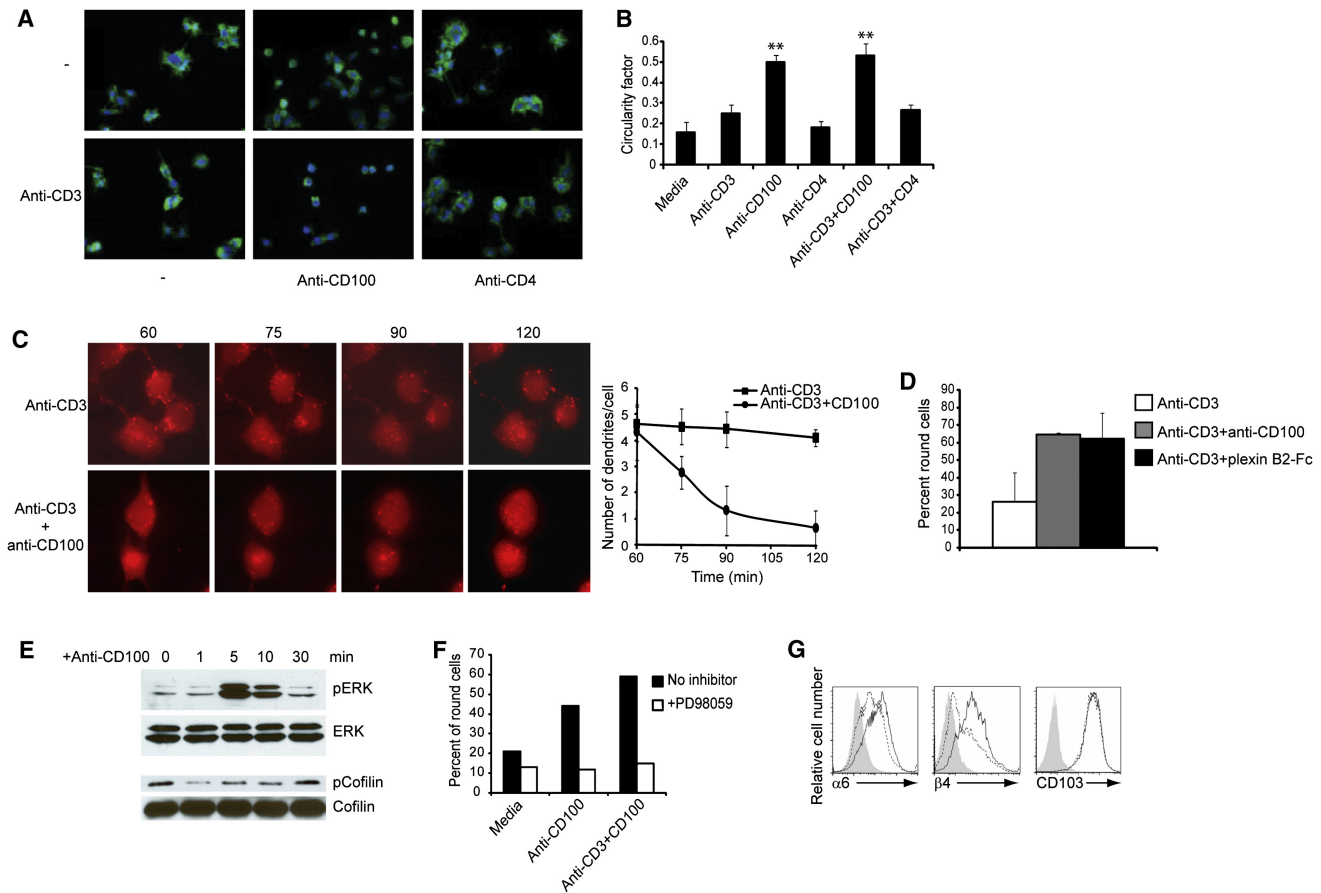 A
-
Anti-CD3
-
Anti-CD100
Anti-CD4
B
Circularity factor
0.6
0.5
0.4
0.3
0.2
0.1
0
**
**
Media
Anti-CD3
Anti-CD100
Anti-CD4
Anti-CD3+CD100
Anti-CD3+CD4
C
60
75
90
120
Anti-CD3
Anti-CD3
+
anti-CD100
Number of dendrites/cell
6
5
4
3
2
1
0
60
75
90
105
120
Time (min)
Anti-CD3
Anti-CD3+CD100
D
Percent round cells
90
80
70
60
50
40
30
20
10
0
Anti-CD3
Anti-CD3+anti-CD100
Anti-CD3+plexin B2-Fc
E
+Anti-CD100 0 1 5 10 30 min
pERK
ERK
pCofilin
Cofilin
F
Percent of round cells
70
60
50
40
30
20
10
0
No inhibitor
+PD98059
Media
Anti-CD100
Anti-CD3+CD100
G
Relative cell number
α6
β4
CD103